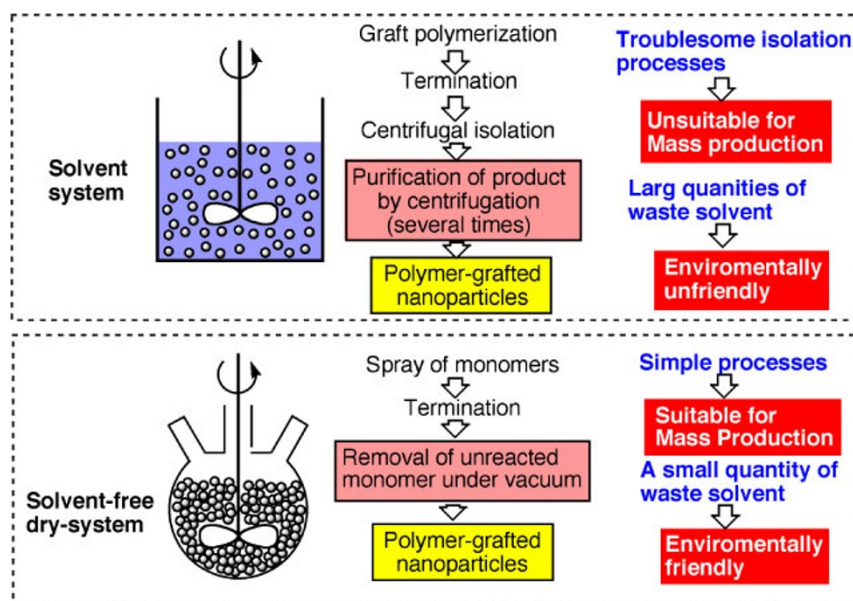 Solvent
system
Graft polymerization
Termination
Centrifugal isolation
Purification of product
by centrifugation
(several times)
Polymer-grafted
nanoparticles
Troublesome isolation
processes
Unsuitable for
Mass production
Larg quanities of
waste solvent
Enviromentally
unfriendly
Solvent-free
dry-system
Spray of monomers
Termination
Removal of unreacted
monomer under vacuum
Polymer-grafted
nanoparticles
Simple processes
Suitable for
Mass Production
A small quantity of
waste solvent
Enviromentally
friendly